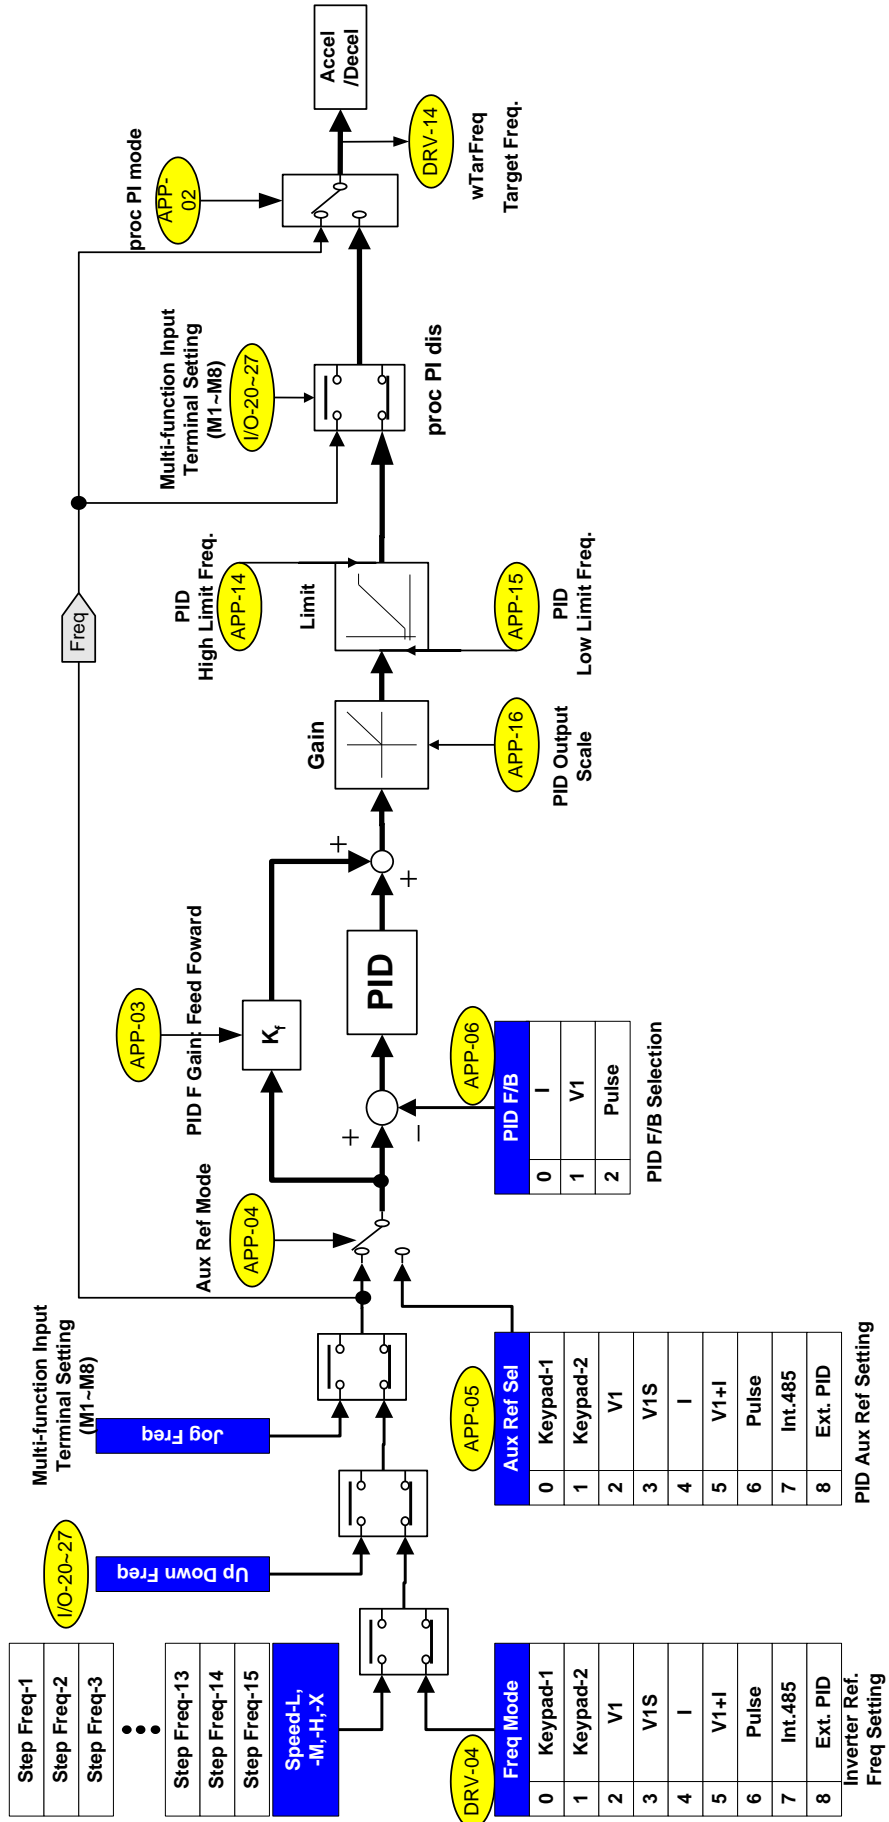 Step Freq-1
Step Freq-2
Step Freq-3
Step Freq-13
Step Freq-14
Step Freq-15
Speed-L,
-M,-H,-X
DRV-04
Freq Mode
0 Keypad-1
1 Keypad-2
2 V1
3 V1S
4 I
5 V1+I
6 Pulse
7 Int.485
8 Ext. PID
Inverter Ref.
Freq Setting
I/O-20~27
Up Down Freq
Multi-function Input
Terminal Setting
(M1~M8)
Jog Freq
APP-05
Aux Ref Sel
0 Keypad-1
1 Keypad-2
2 V1
3 V1S
4 I
5 V1+I
6 Pulse
7 Int.485
8 Ext. PID
PID Aux Ref Setting
Aux Ref Mode
APP-04
Freq
APP-03
PID F Gain: Feed Foward
Kf
+
−
PID
+
+
APP-06
PID F/B
0 I
1 V1
2 Pulse
PID F/B Selection
Gain
APP-16
PID Output
Scale
PID
High Limit Freq.
APP-14
Limit
APP-15
PID
Low Limit Freq.
Multi-function Input
Terminal Setting
(M1~M8)
I/O-20~27
proc PI dis
proc PI mode
APP-
02
Accel
/Decel
DRV-14
wTarFreq
Target Freq.